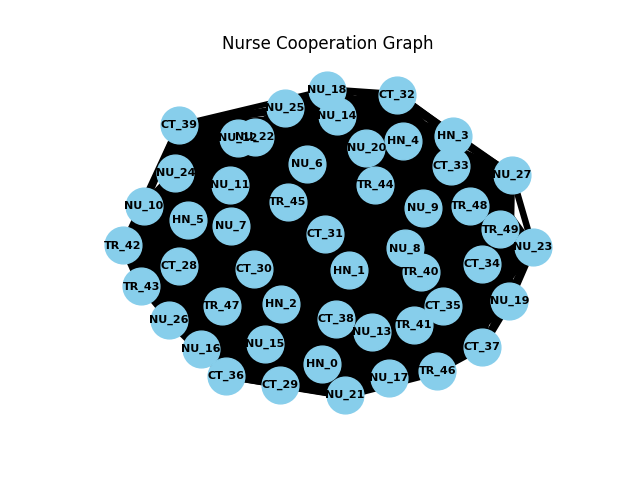 Nurse Cooperation Graph
NU_18
CT_32
NU_25
NU_14
CT_39
HN_3
NU_12
NU_22
HN_4
NU_20
NU_6
CT_33
NU_24
NU_27
NU_11
TR_44
TR_45
NU_10
NU_9
TR_48
HN_5
NU_7
TR_49
CT_31
TR_42
NU_8
NU_23
CT_34
CT_28
CT_30
HN_1
TR_40
TR_43
NU_19
HN_2
TR_47
CT_35
NU_26
CT_38
TR_41
NU_13
NU_15
CT_37
NU_16
HN_0
TR_46
CT_36
NU_17
CT_29
NU_21